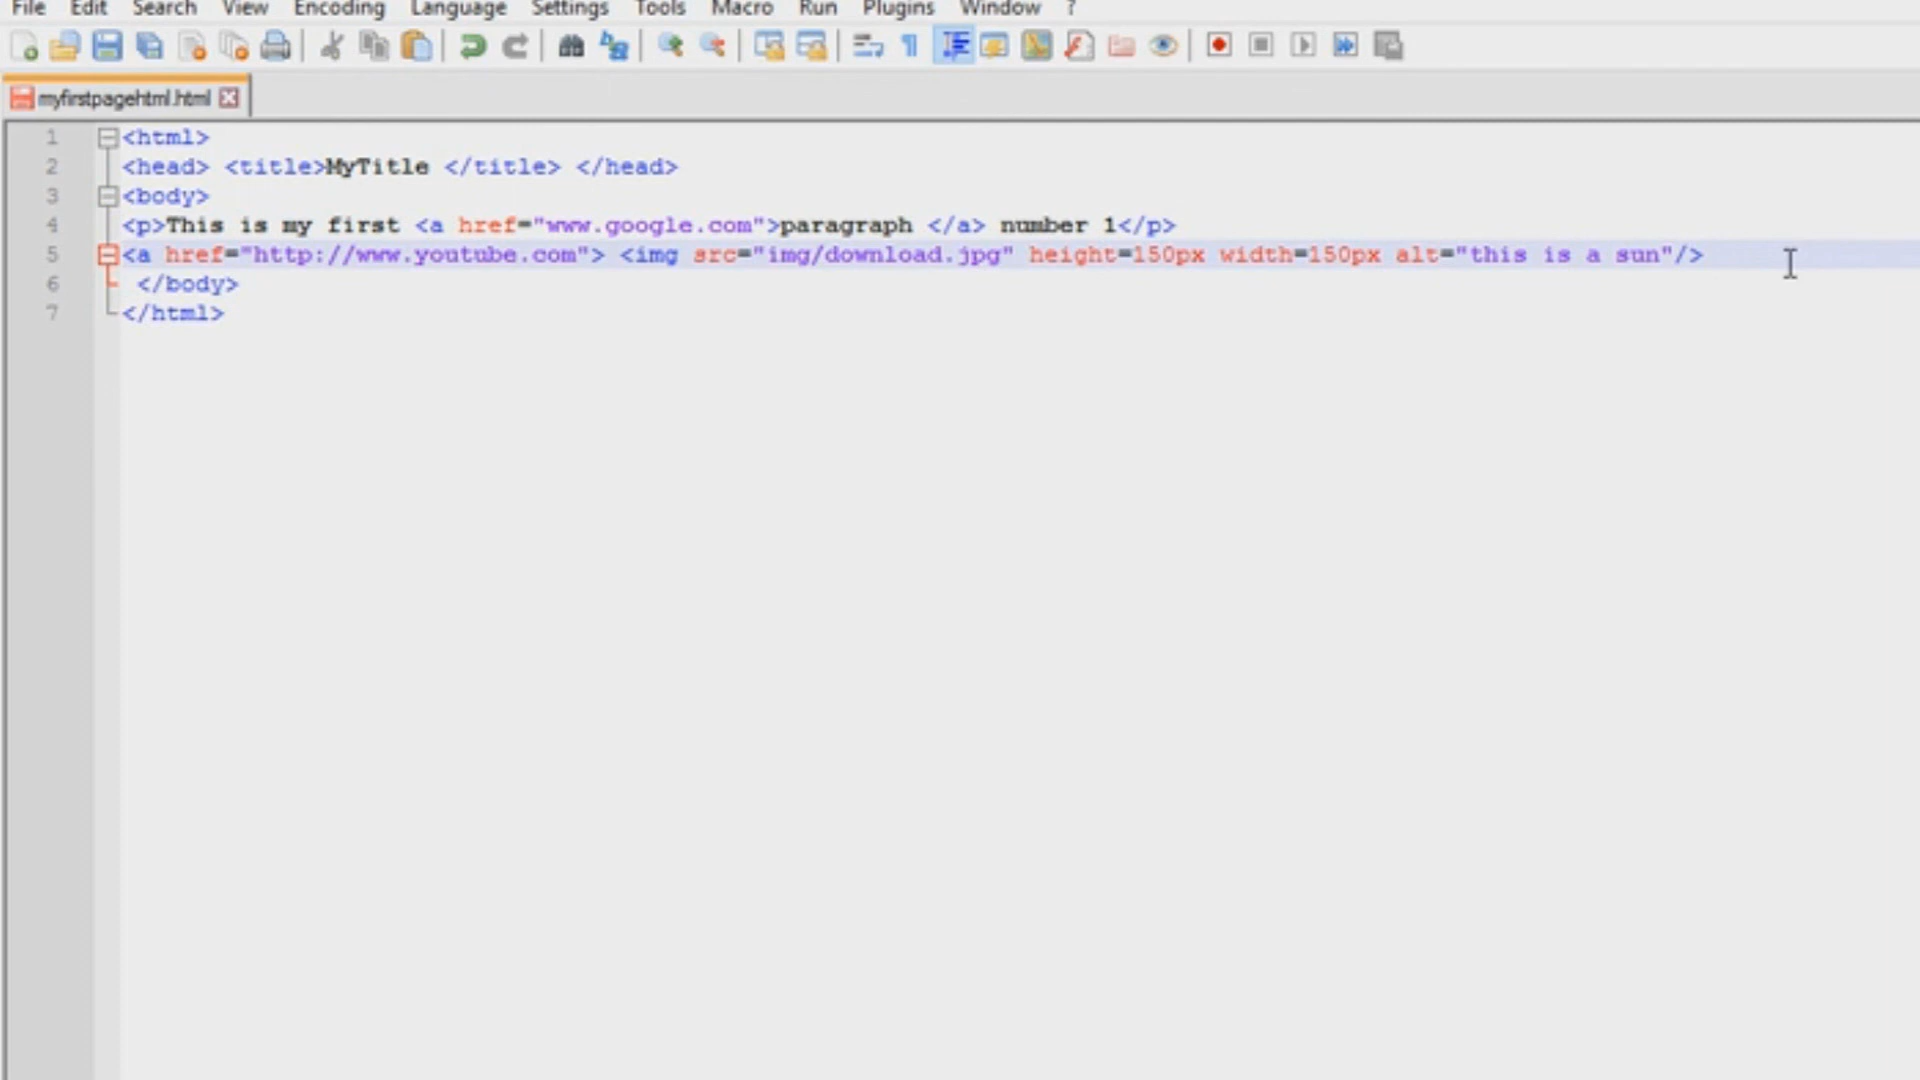 File Edit Search View Encoding Language Settings Tools Macro Run Plugins Window ?
myfirstpagehtml.html
1 <html>
2 <head> <title>MyTitle </title> </head>
3 <body>
4 <p>This is my first <a href="www.google.com">paragraph </a> number 1</p>
5 <a href="http://www.youtube.com"> <img src="img/download.jpg" height=150px width=150px alt="this is a sun"/>
6 </body>
7 </html>